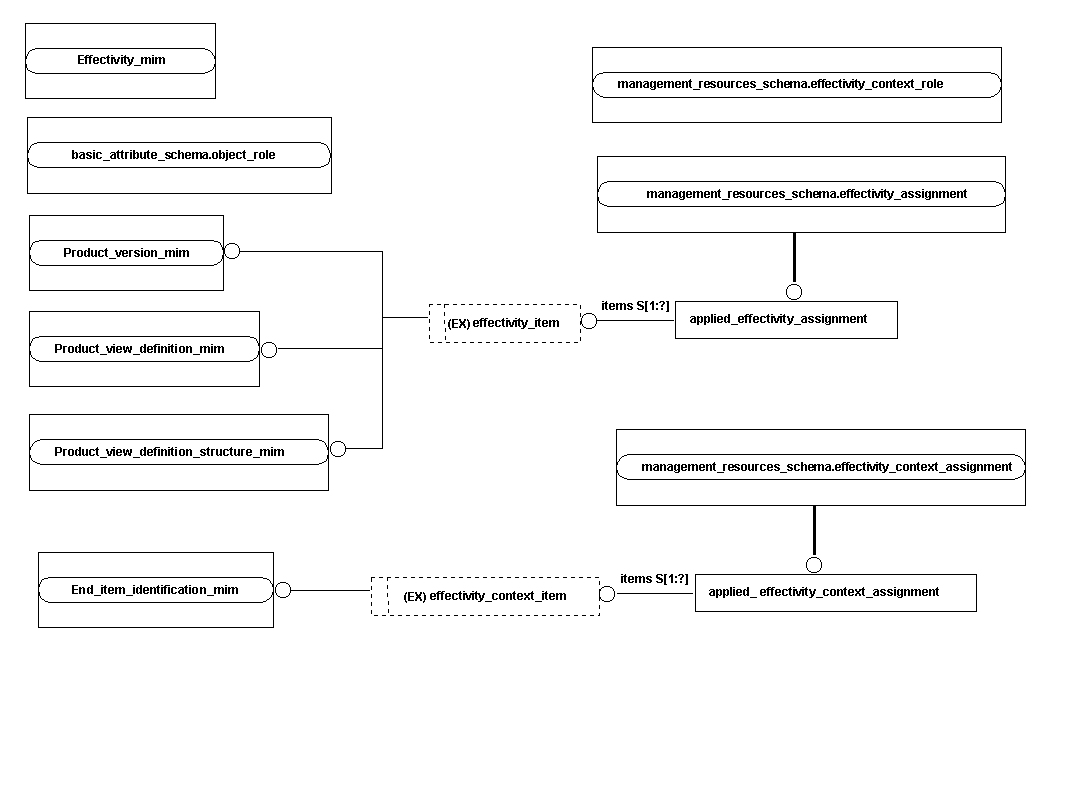 Effectivity_mim
management_resources_schema.effectivity_context_role
basic_attribute_schema.object_role
management_resources_schema.effectivity_assignment
Product_version_mim
items S[1:?]
(EX) effectivity_item
applied_effectivity_assignment
Product_view_definition_mim
Product_view_definition_structure_mim
management_resources_schema.effectivity_context_assignment
End_item_identification_mim
items S[1:?]
(EX) effectivity_context_item
applied_ effectivity_context_assignment